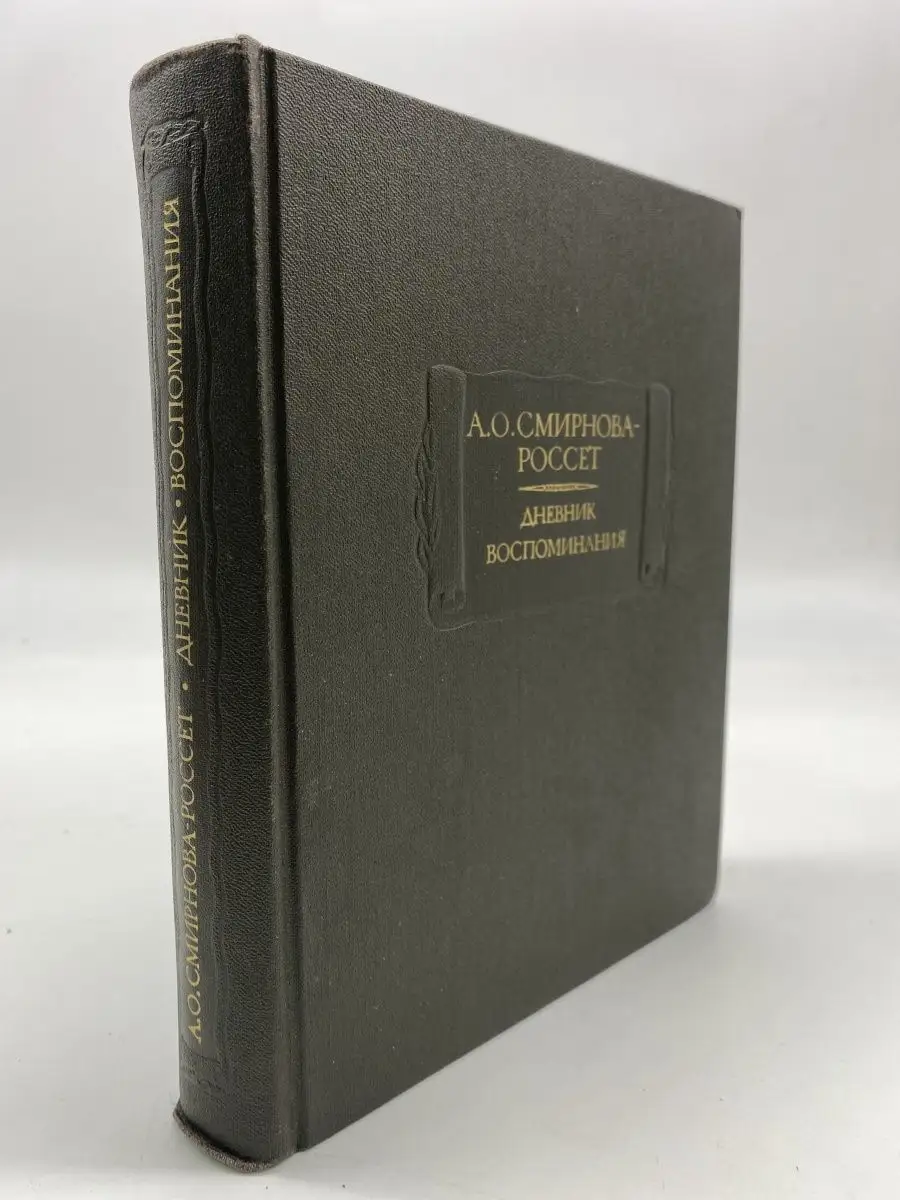 А.О.СМИРНОВА-РОССЕТ • ДНЕВНИК • ВОСПОМИНАНИЯ
А.О.СМИРНОВА-
РОССЕТ
ДНЕВНИК
ВОСПОМИНАНИЯ